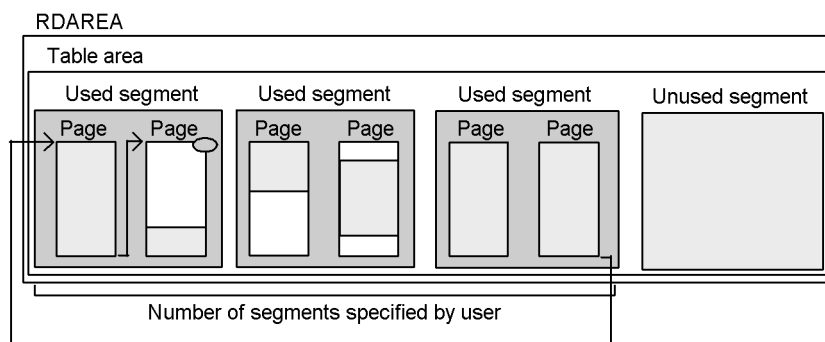 RDAREA
Table area
Used segment Used segment Used segment Unused segment
Page Page Page Page Page Page
Number of segments specified by user